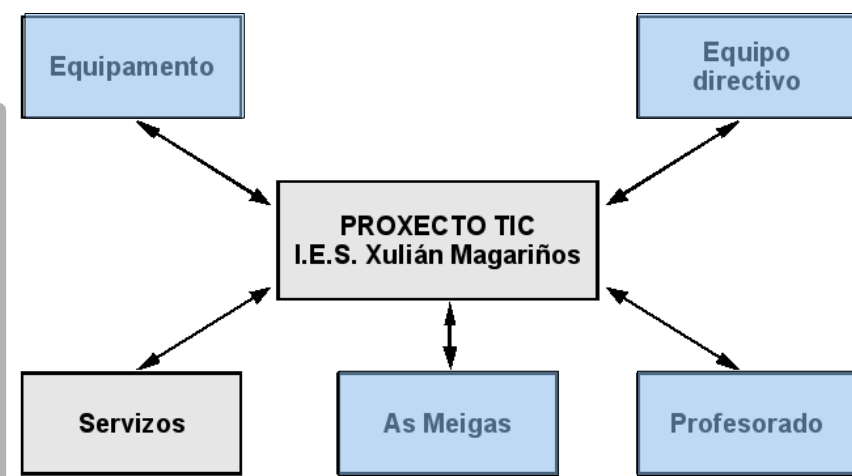 Equipamento
Equipo
directivo
PROXECTO TIC
I.E.S. Xulián Magariños
Servizos
As Meigas
Profesorado